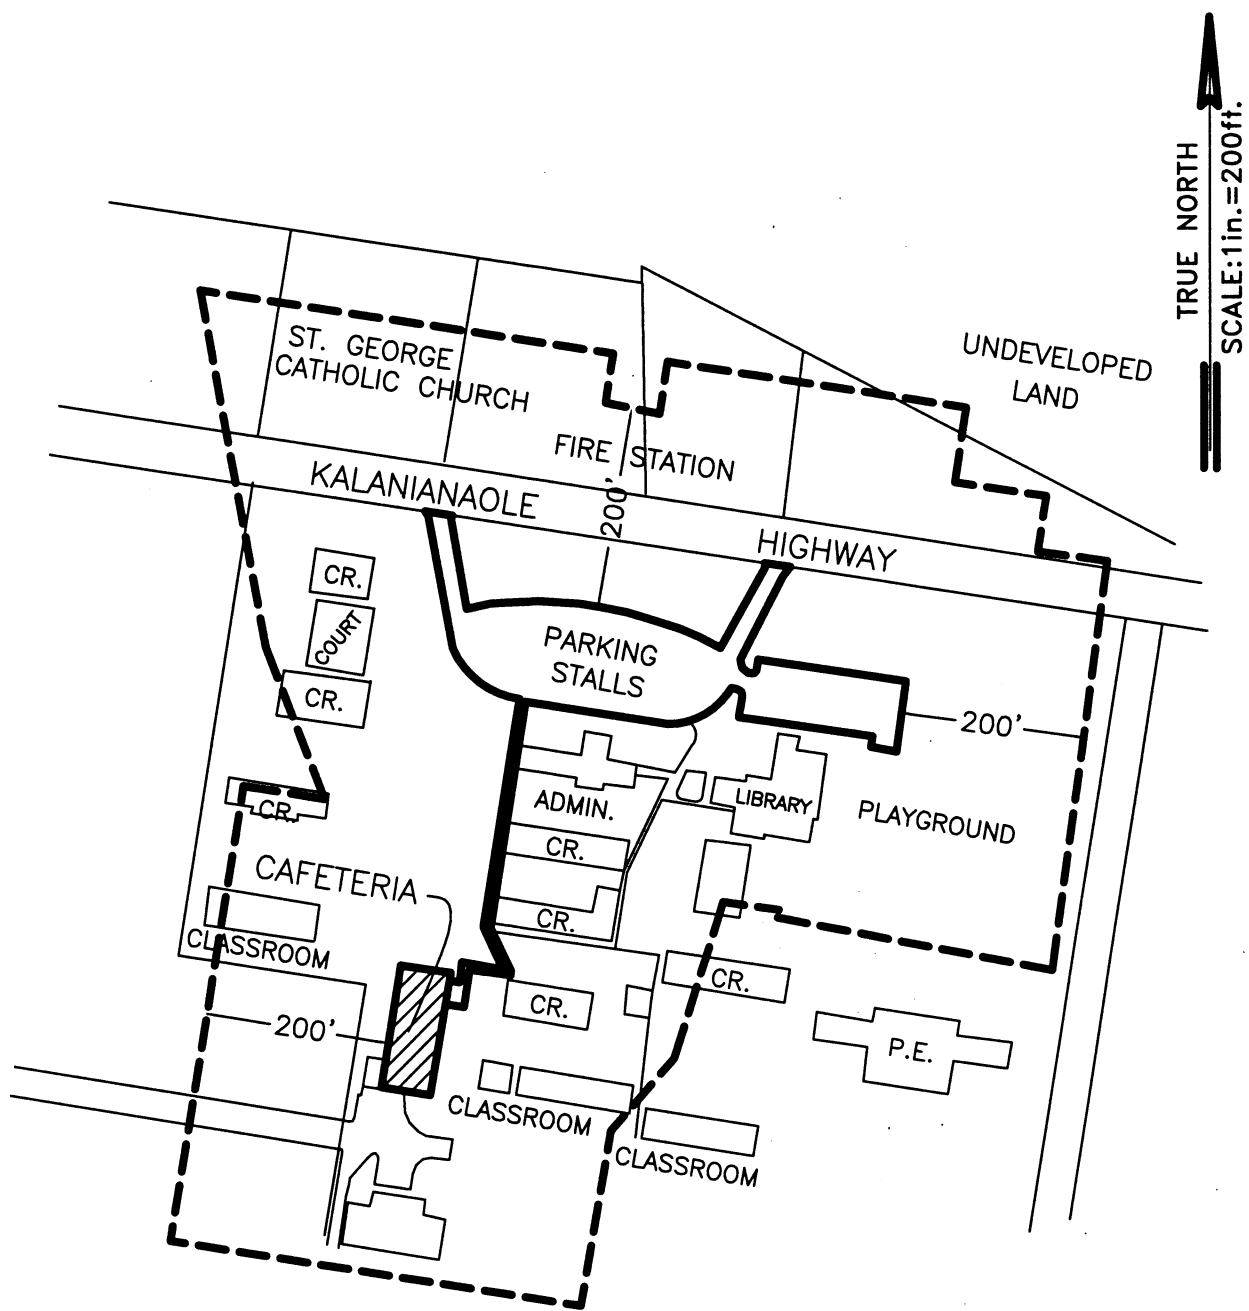 TRUE NORTH
SCALE:1in.=200ft.
UNDEVELOPED
LAND
ST. GEORGE
CATHOLIC CHURCH
FIRE STATION
KALANIANAOLE
HIGHWAY
200'
CR.
COURT
CR.
PARKING
STALLS
200'
CR.
ADMIN.
LIBRARY
PLAYGROUND
CR.
CAFETERIA
CR.
CLASSROOM
CR.
CR.
200'
P.E.
CLASSROOM
CLASSROOM